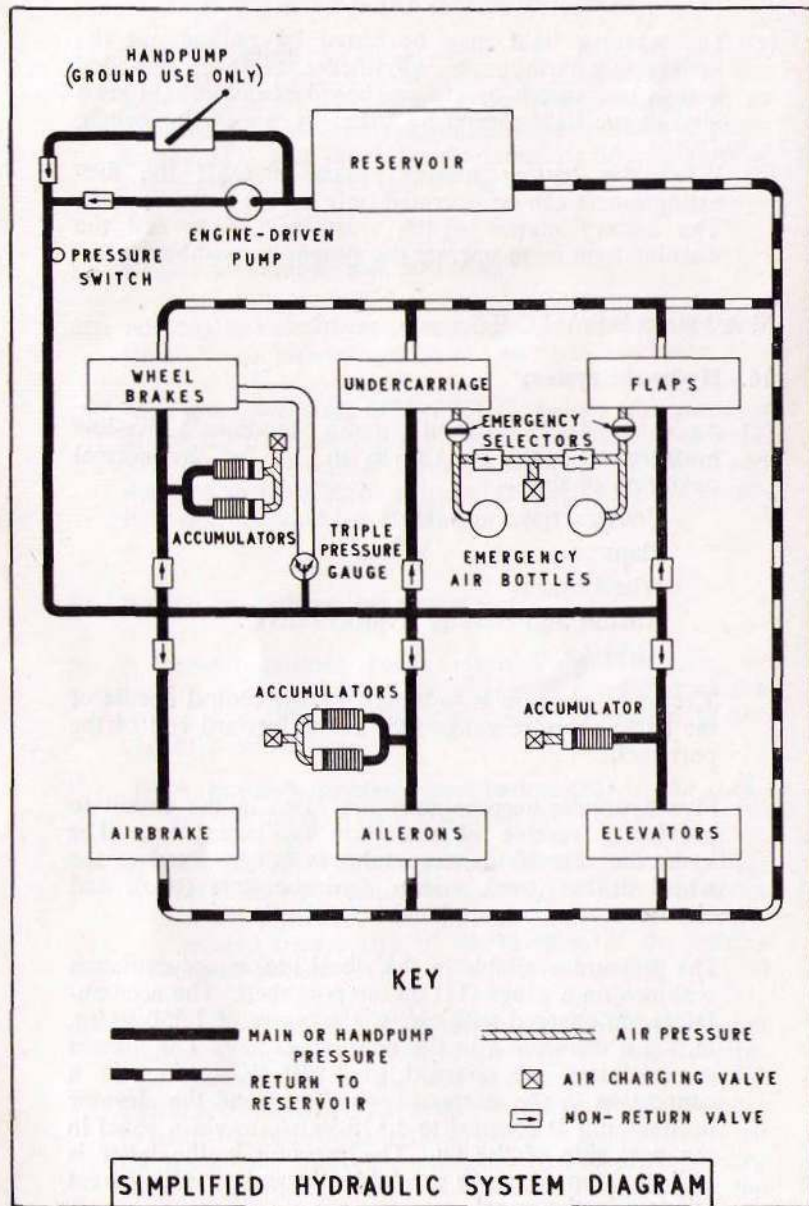 HANDPUMP
(GROUND USE ONLY)
RESERVOIR
ENGINE-DRIVEN
PUMP
PRESSURE
SWITCH
WHEEL
BRAKES
UNDERCARRIAGE
FLAPS
EMERGENCY
SELECTORS
ACCUMULATORS
TRIPLE
PRESSURE
GAUGE
EMERGENCY
AIR BOTTLES
ACCUMULATORS
ACCUMULATOR
AIRBRAKE
AILERONS
ELEVATORS
KEY
MAIN OR HANDPUMP
PRESSURE
RETURN TO
RESERVOIR
AIR PRESSURE
AIR CHARGING VALVE
NON-RETURN VALVE
SIMPLIFIED HYDRAULIC SYSTEM DIAGRAM